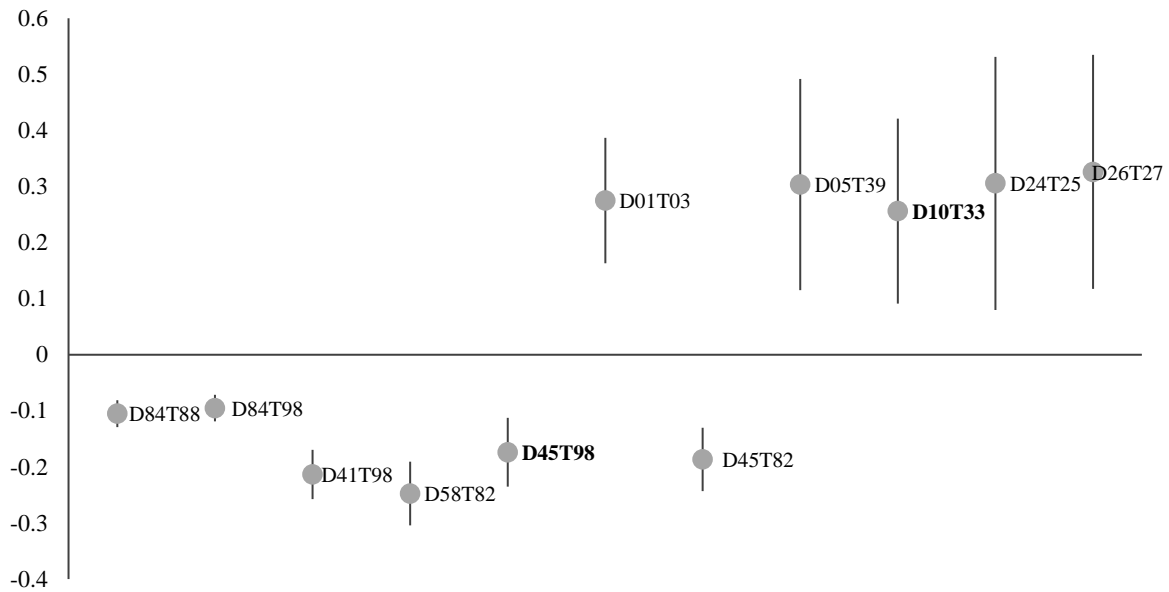 0.6
0.5
0.4
0.3
0.2
0.1
0
-0.1
-0.2
-0.3
-0.4
D84T88
D84T98
D41T98
D58T82
D45T98
D01T03
D45T82
D05T39
D10T33
D24T25
D26T27